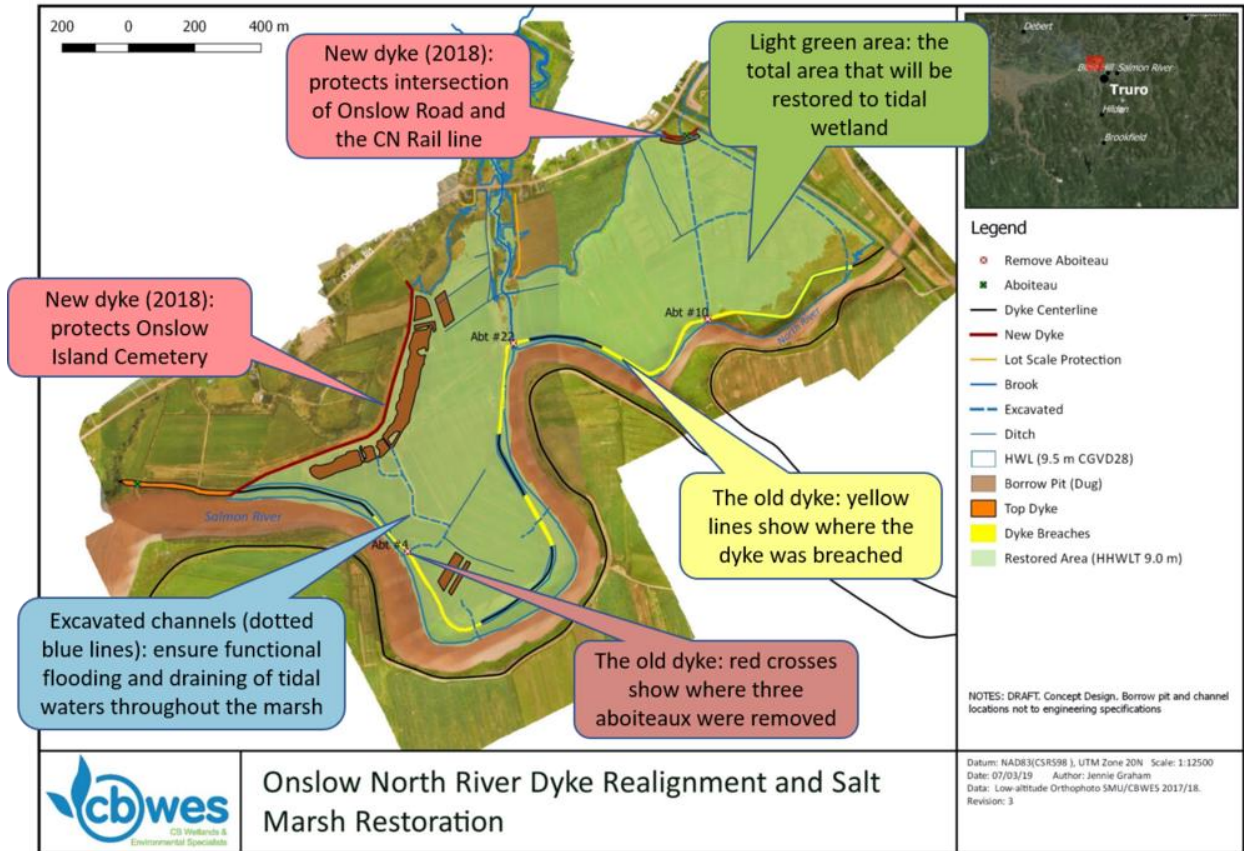 200 0 200 400 m
New dyke (2018):
protects intersection
of Onslow Road and
the CN Rail line
Light green area: the
total area that will be
restored to tidal
wetland
New dyke (2018):
protects Onslow
Island Cemetery
Abt #22
Abt #10
North River
Salmon River
Abt #4
The old dyke: yellow
lines show where the
dyke was breached
Excavated channels (dotted
blue lines): ensure functional
flooding and draining of tidal
waters throughout the marsh
The old dyke: red crosses
show where three
aboiteaux were removed
Debert
Salmon River
Truro
Hilden
Brookfield
Legend
Remove Aboiteau
Aboiteau
Dyke Centerline
New Dyke
Lot Scale Protection
Brook
Excavated
Ditch
HWL (9.5 m CGVD28)
Borrow Pit (Dug)
Top Dyke
Dyke Breaches
Restored Area (HHWLT 9.0 m)
NOTES: DRAFT. Concept Design. Borrow pit and channel
locations not to engineering specifications
cbwes
CB Wetlands &
Environmental Specialists
Onslow North River Dyke Realignment and Salt
Marsh Restoration
Datum: NAD83(CSRS98 ), UTM Zone 20N Scale: 1:12500
Date: 07/03/19 Author: Jennie Graham
Data: Low-altitude Orthophoto SMU/CBWES 2017/18.
Revision: 3